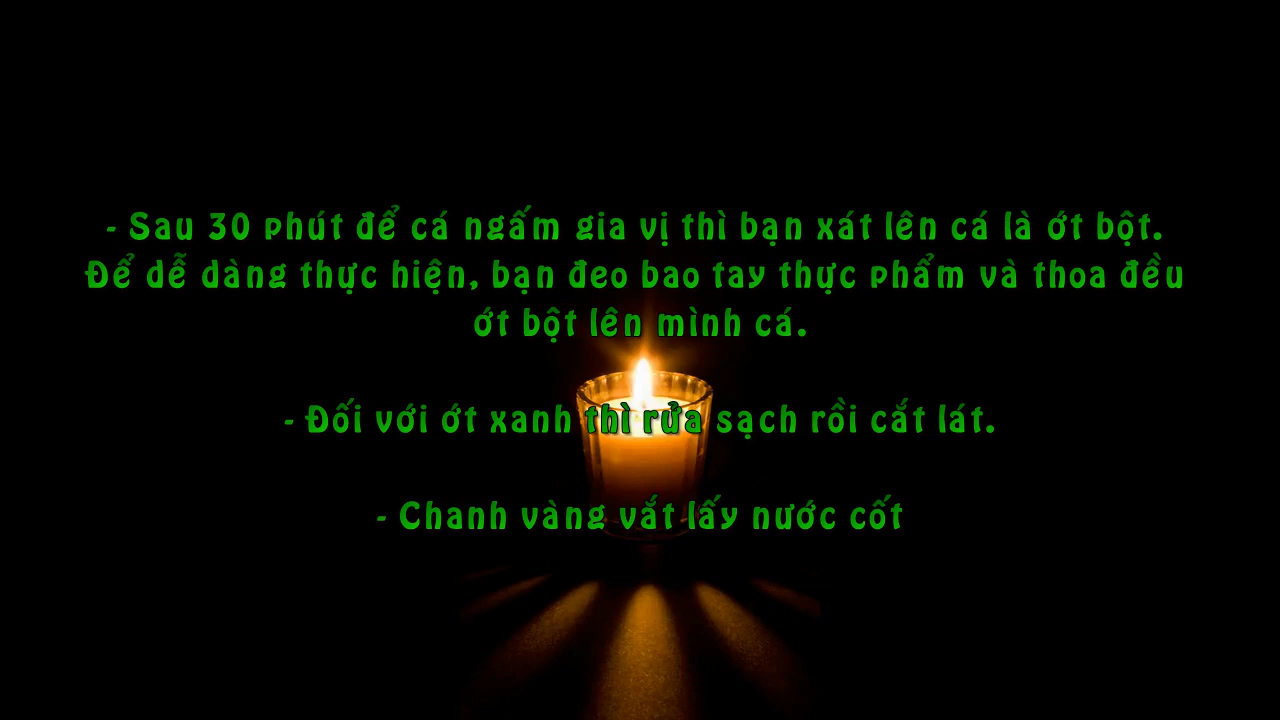 - Sau 30 phút để cá ngấm gia vị thì bạn xát lên cá là ớt bột.
Để dễ dàng thực hiện, bạn đeo bao tay thực phẩm và thoa đều
ớt bột lên mình cá.
- Đối với ớt xanh thì rửa sạch rồi cắt lát.
- Chanh vàng vắt lấy nước cốt